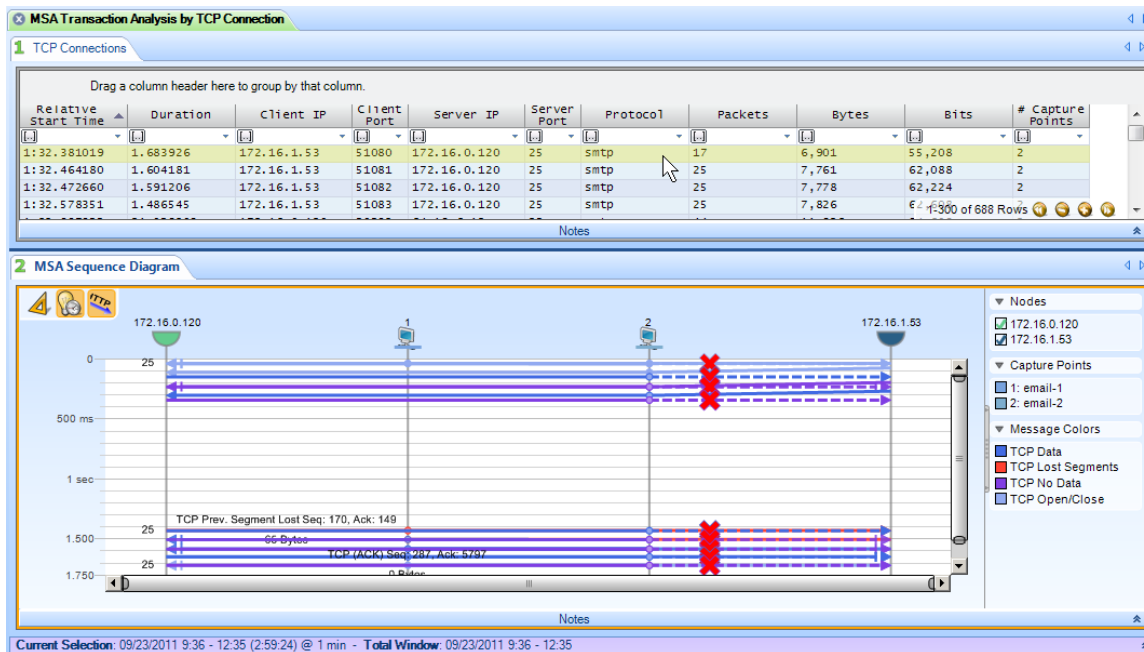 MSA Transaction Analysis by TCP Connection
1 TCP Connections
Drag a column header here to group by that column.
Relative Start Time Duration Client IP Client Port Server IP Server Port Protocol Packets Bytes Bits # Capture Points
[..] [..] [..] [..] [..] [..] [..] [..] [..] [..] [..]
1:32.381019 1.683926 172.16.1.53 51080 172.16.0.120 25 smtp 17 6,901 55,208 2
1:32.464180 1.604181 172.16.1.53 51081 172.16.0.120 25 smtp 25 7,761 62,088 2
1:32.472660 1.591206 172.16.1.53 51082 172.16.0.120 25 smtp 25 7,778 62,224 2
1:32.578351 1.486545 172.16.1.53 51083 172.16.0.120 25 smtp 25 7,826
1-300 of 688 Rows
Notes
2 MSA Sequence Diagram
HTTP
172.16.0.120 1 2 172.16.1.53
0 25
500 ms
1 sec
TCP Prev. Segment Lost Seq: 170, Ack: 149
25
1.500 66 Bytes
TCP (ACK) Seq: 287, Ack: 5797
25
1.750 0 Bytes
Nodes
172.16.0.120
172.16.1.53
Capture Points
1: email-1
2: email-2
Message Colors
TCP Data
TCP Lost Segments
TCP No Data
TCP Open/Close
Notes
Current Selection: 09/23/2011 9:36 - 12:35 (2:59:24) @ 1 min - Total Window: 09/23/2011 9:36 - 12:35